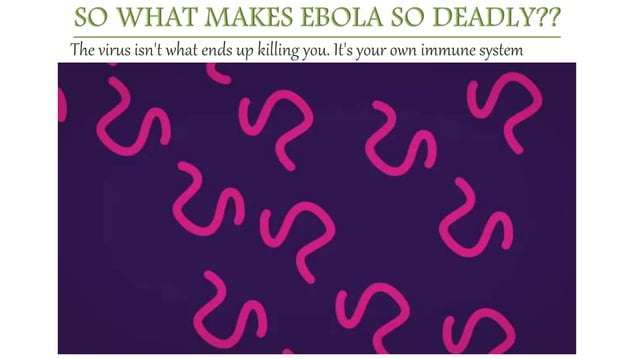 SO WHAT MAKES EBOLA SO DEADLY??
The virus isn't what ends up killing you. It's your own immune system